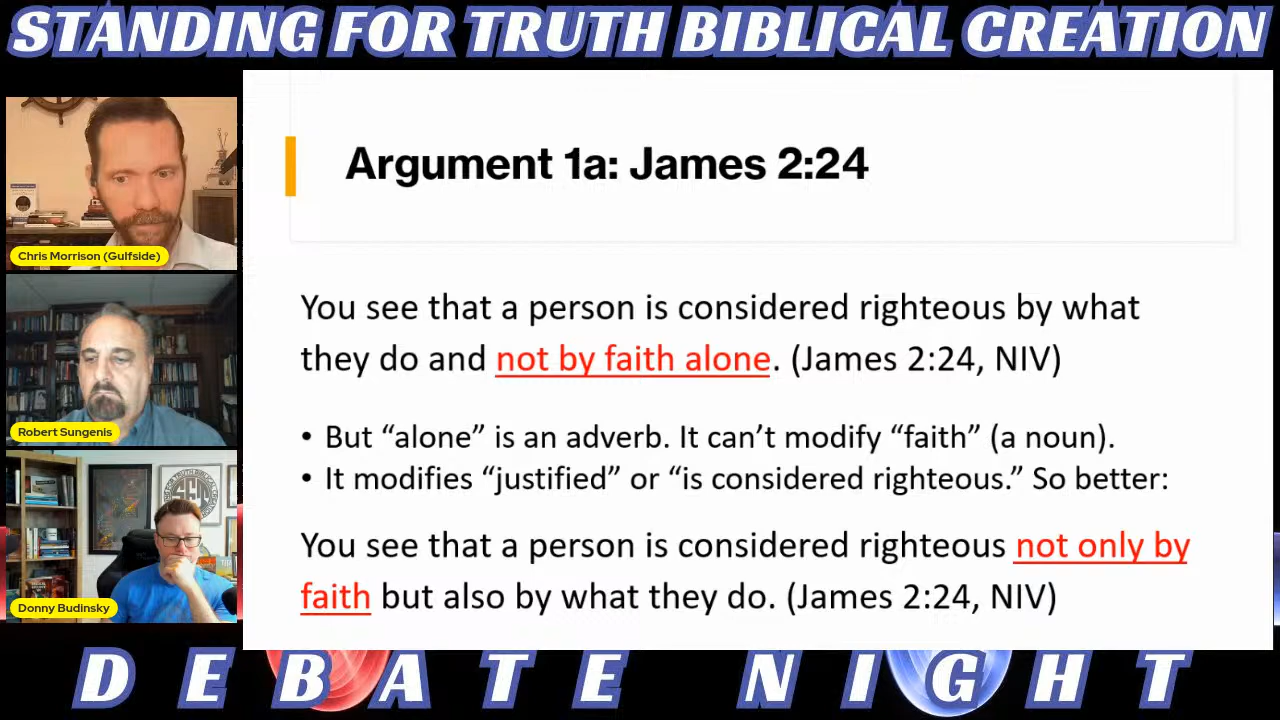 STANDING FOR TRUTH BIBLICAL CREATION
Chris Morrison (Gulfside)
Robert Sungenis
Donny Budinsky
Argument 1a: James 2:24
You see that a person is considered righteous by what
they do and not by faith alone. (James 2:24, NIV)
• But “alone” is an adverb. It can’t modify “faith” (a noun).
• It modifies “justified” or “is considered righteous.” So better:
You see that a person is considered righteous not only by
faith but also by what they do. (James 2:24, NIV)
DEBATE NIGHT